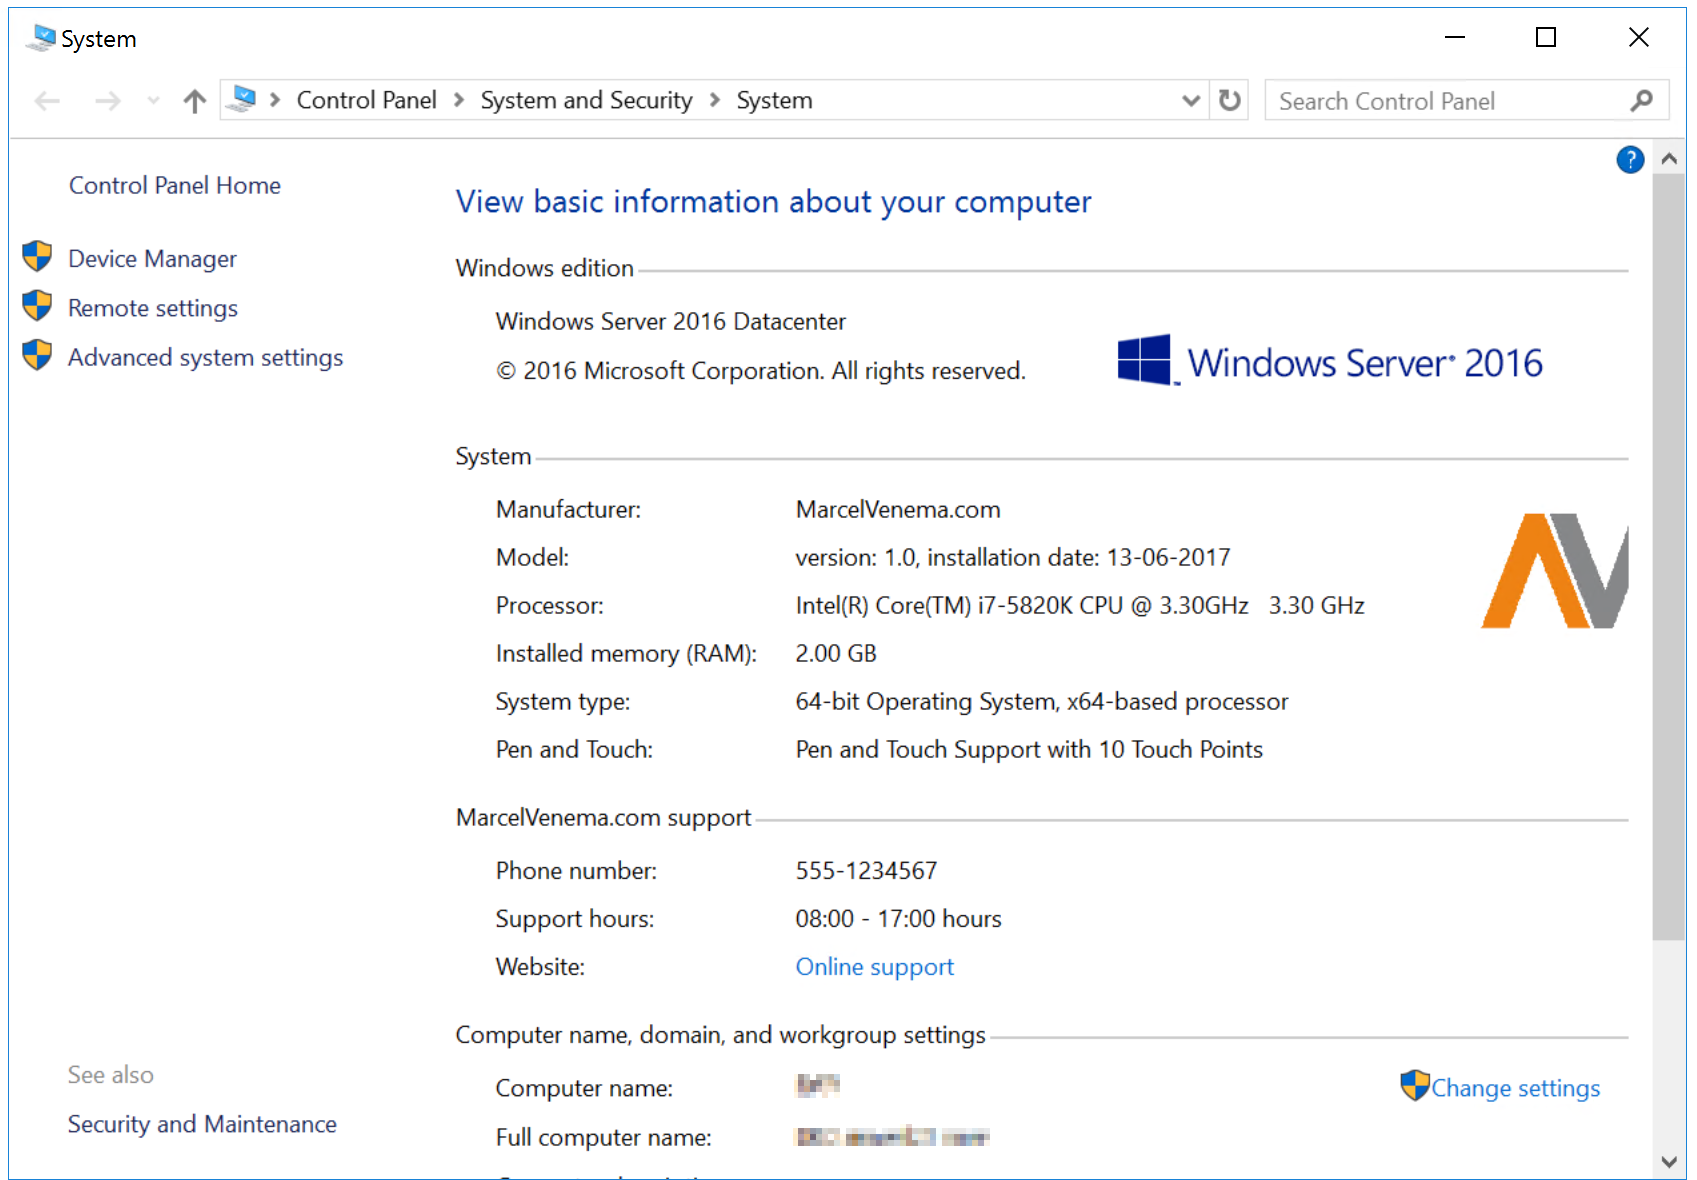 System
Control Panel > System and Security > System
Search Control Panel
Control Panel Home
Device Manager
Remote settings
Advanced system settings
See also
Security and Maintenance
?
View basic information about your computer
Windows edition
Windows Server 2016 Datacenter
© 2016 Microsoft Corporation. All rights reserved.
Windows Server® 2016
System
Manufacturer: MarcelVenema.com
Model: version: 1.0, installation date: 13-06-2017
Processor: Intel(R) Core(TM) i7-5820K CPU @ 3.30GHz 3.30 GHz
Installed memory (RAM): 2.00 GB
System type: 64-bit Operating System, x64-based processor
Pen and Touch: Pen and Touch Support with 10 Touch Points
MarcelVenema.com support
Phone number: 555-1234567
Support hours: 08:00 - 17:00 hours
Website: Online support
Computer name, domain, and workgroup settings
Computer name:
Change settings
Full computer name: